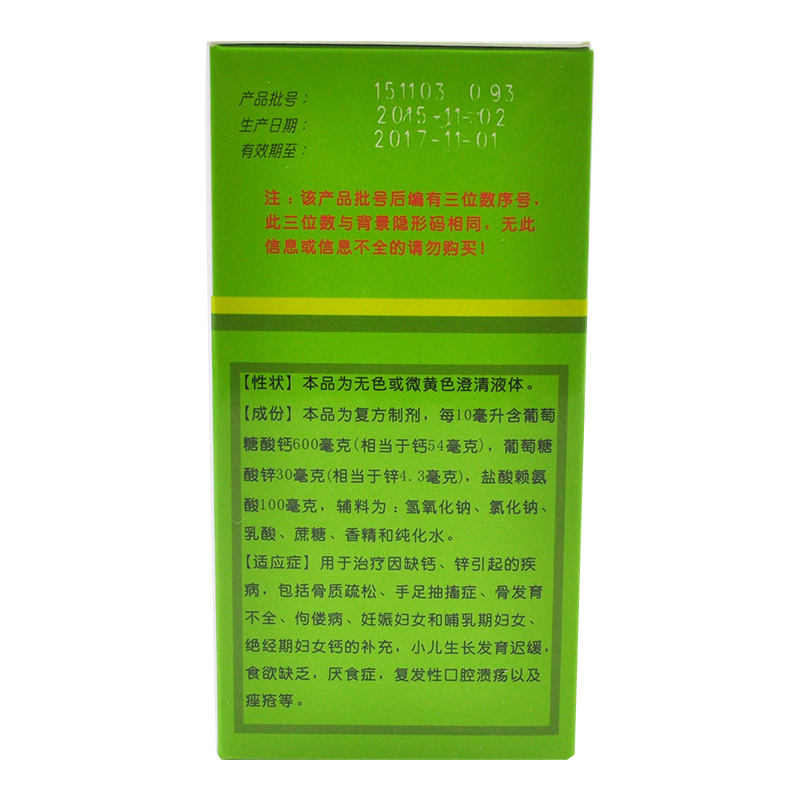 产品批号： 151103 093
生产日期： 2015-11-02
有效期至： 2017-11-01
注：该产品批号后编有三位数序号，
此三位数与背景隐形码相同，无此
信息或信息不全的请勿购买！
【性状】本品为无色或微黄色澄清液体。
【成份】本品为复方制剂，每10毫升含葡萄
糖酸钙600毫克(相当于钙54毫克)，葡萄糖
酸锌30毫克(相当于锌4.3毫克)，盐酸赖氨
酸100毫克，辅料为：氢氧化钠、氯化钠、
乳酸、蔗糖、香精和纯化水。
【适应症】用于治疗因缺钙、锌引起的疾
病，包括骨质疏松、手足抽搐症、骨发育
不全、佝偻病、妊娠妇女和哺乳期妇女、
绝经期妇女钙的补充，小儿生长发育迟缓，
食欲缺乏，厌食症，复发性口腔溃疡以及
痤疮等。